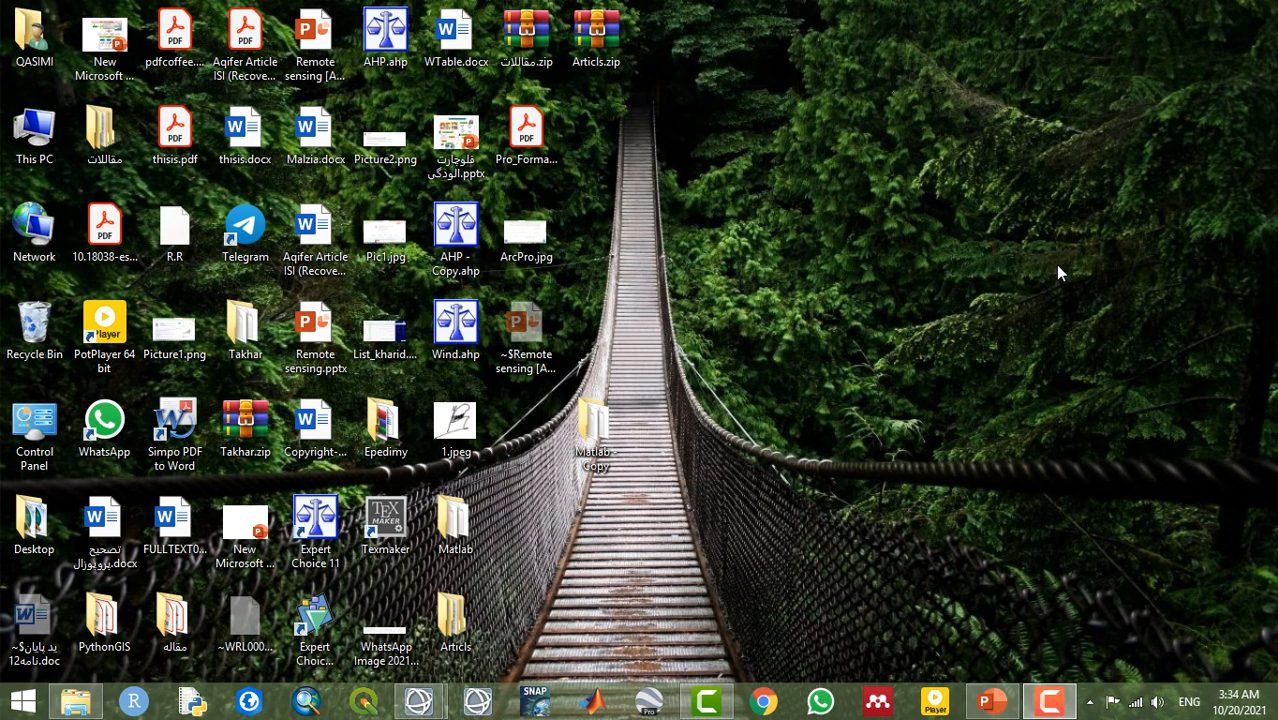 QASIMI
New
Microsoft ...
pdfcoffee....
Aqifer Article
ISI (Recove...
Remote
sensing [A...
AHP.ahp
WTable.docx
مقالات.zip
Articls.zip
This PC
مقالات
thisis.pdf
thisis.docx
Malzia.docx
Picture2.png
فلوچارت
الودگی.pptx
Pro_Forma...
Network
10.18038-es...
R.R
Telegram
Aqifer Article
ISI (Recove...
Pic1.jpg
AHP -
Copy.ahp
ArcPro.jpg
Recycle Bin
PotPlayer 64
bit
Picture1.png
Takhar
Remote
sensing.pptx
List_kharid....
Wind.ahp
~$Remote
sensing [A...
Control
Panel
WhatsApp
Simpo PDF
to Word
Takhar.zip
Copyright-...
Epedimy
1.jpeg
Matlab -
Copy
Desktop
تصحیح
پروپوزال.docx
FULLTEXT0...
New
Microsoft ...
Expert
Choice 11
Texmaker
Matlab
~$ید پایان
نامه12.doc
PythonGIS
مقاله
~WRL000...
Expert
Choic...
WhatsApp
Image 2021...
Articls
ENG
3:34 AM
10/20/2021